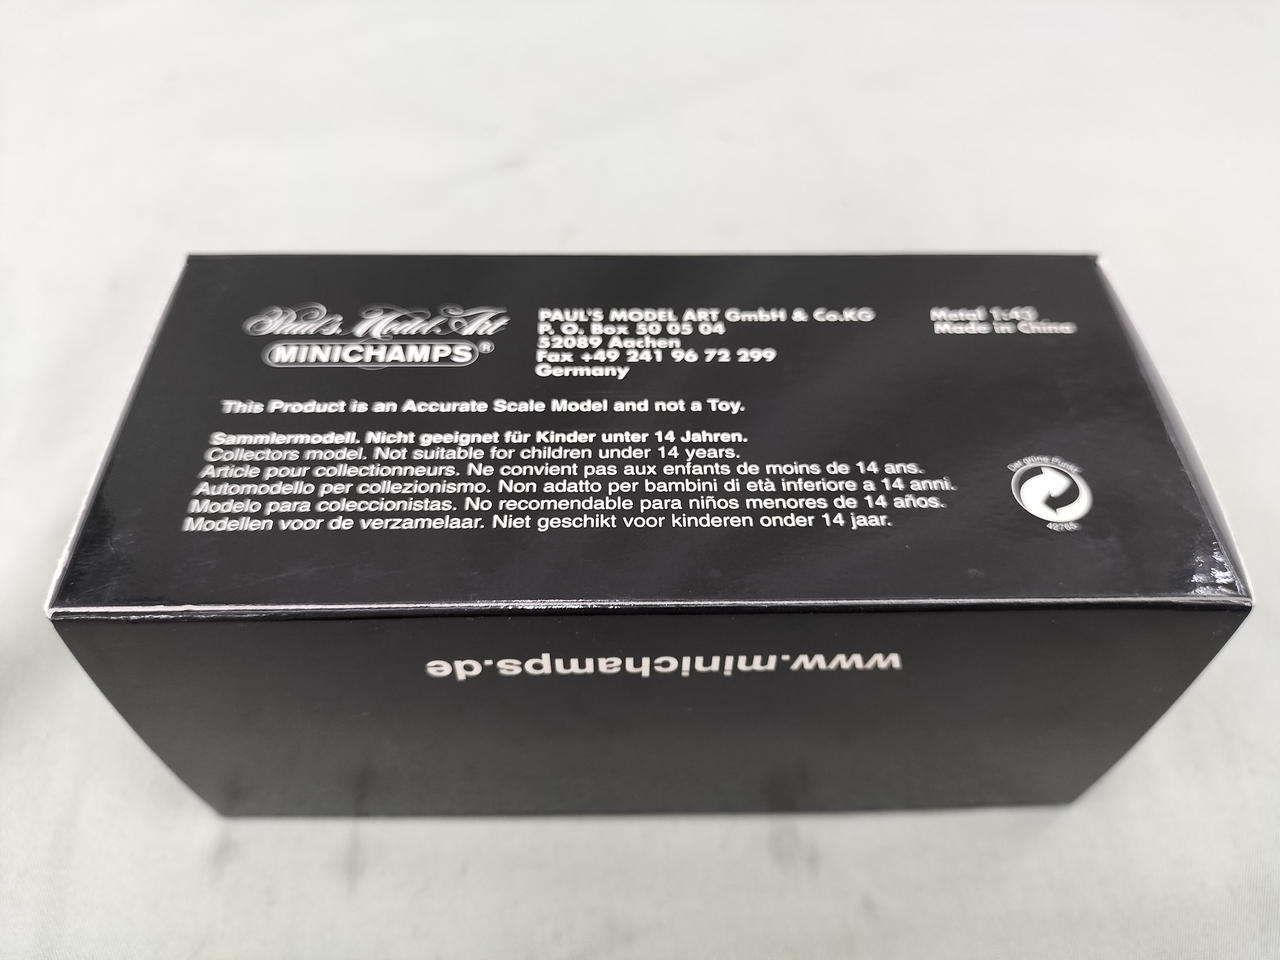 Paul's Model Art
MINICHAMPS®
PAUL'S MODEL ART GmbH & Co.KG
P. O. Box 50 05 04
52089 Aachen
Fax +49 241 96 72 299
Germany
Metal 1:43
Made in China
This Product is an Accurate Scale Model and not a Toy.
Sammlermodell. Nicht geeignet für Kinder unter 14 Jahren.
Collectors model. Not suitable for children under 14 years.
Article pour collectionneurs. Ne convient pas aux enfants de moins de 14 ans.
Automodello per collezionismo. Non adatto per bambini di età inferiore a 14 anni.
Modelo para coleccionistas. No recomendable para niños menores de 14 años.
Modellen voor de verzamelaar. Niet geschikt voor kinderen onder 14 jaar.
Der grüne Punkt
42765
www.minichamps.de